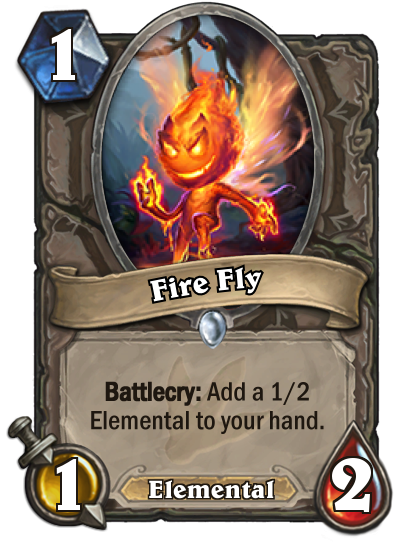 1
Fire Fly
Battlecry: Add a 1/2
Elemental to your hand.
1
Elemental
2